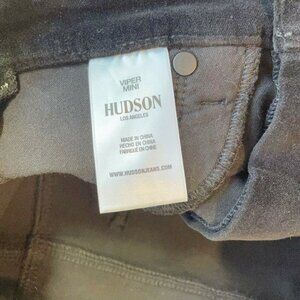 VIPER
MINI
HUDSON
LOS ANGELES
MADE IN CHINA
HECHO EN CHINA
FABRIQUÉ EN CHINE
WWW.HUDSONJEANS.COM